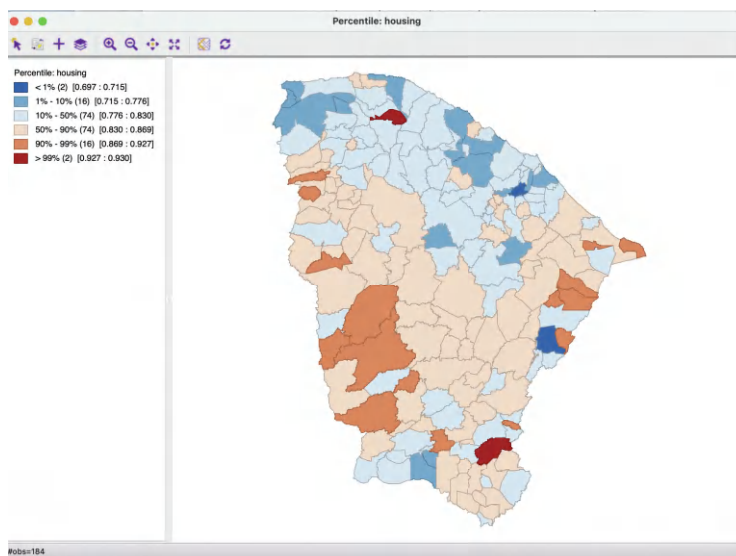 Percentile: housing
Percentile: housing
< 1% (2) [0.697 : 0.715]
1% - 10% (16) [0.715 : 0.776]
10% - 50% (74) [0.776 : 0.830]
50% - 90% (74) [0.830 : 0.869]
90% - 99% (16) [0.869 : 0.927]
> 99% (2) [0.927 : 0.930]
#obs=184